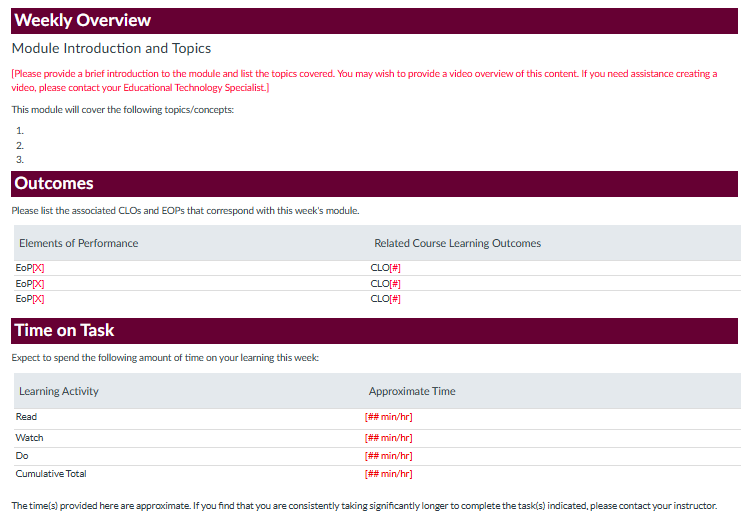 Weekly Overview
Module Introduction and Topics
[Please provide a brief introduction to the module and list the topics covered. You may wish to provide a video overview of this content. If you need assistance creating a
video, please contact your Educational Technology Specialist.]
This module will cover the following topics/concepts:
1.
2.
3.
Outcomes
Please list the associated CLOs and EOPs that correspond with this week's module.
Elements of Performance Related Course Learning Outcomes
EoP[X] CLO[#]
EoP[X] CLO[#]
EoP[X] CLO[#]
Time on Task
Expect to spend the following amount of time on your learning this week:
Learning Activity Approximate Time
Read [## min/hr]
Watch [## min/hr]
Do [## min/hr]
Cumulative Total [## min/hr]
The time(s) provided here are approximate. If you find that you are consistently taking significantly longer to complete the task(s) indicated, please contact your instructor.